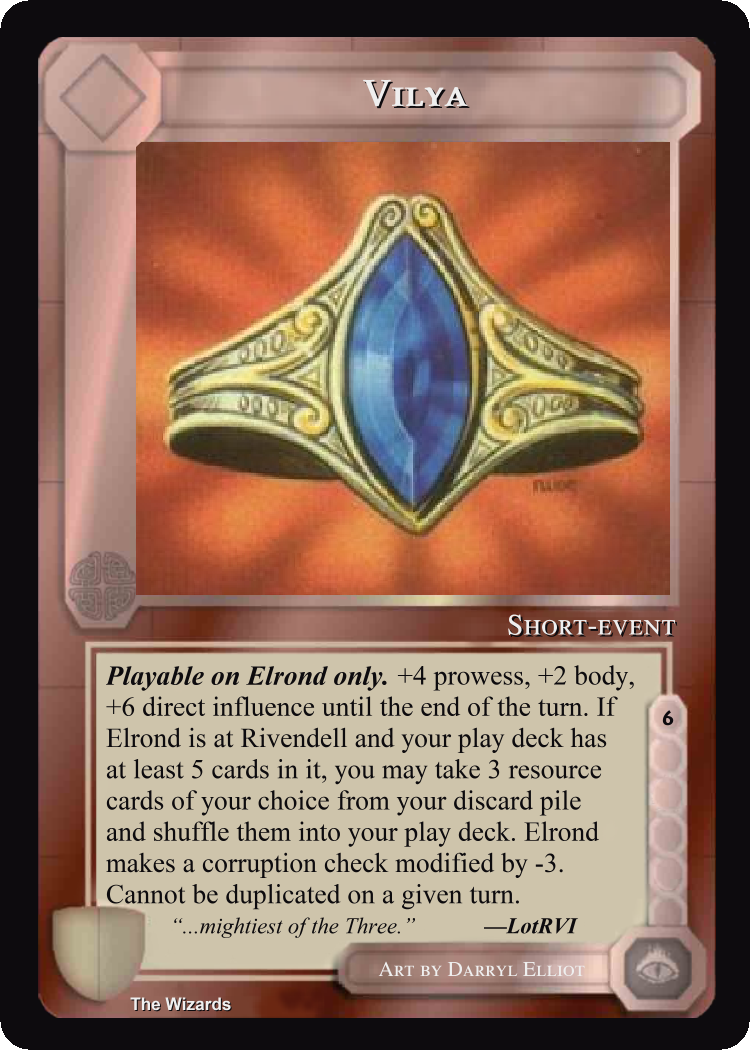 Vilya
Short-event
Playable on Elrond only. +4 prowess, +2 body,
+6 direct influence until the end of the turn. If
Elrond is at Rivendell and your play deck has
at least 5 cards in it, you may take 3 resource
cards of your choice from your discard pile
and shuffle them into your play deck. Elrond
makes a corruption check modified by -3.
Cannot be duplicated on a given turn.
6
“...mightiest of the Three.” —LotRVI
Art by Darryl Elliot
The Wizards